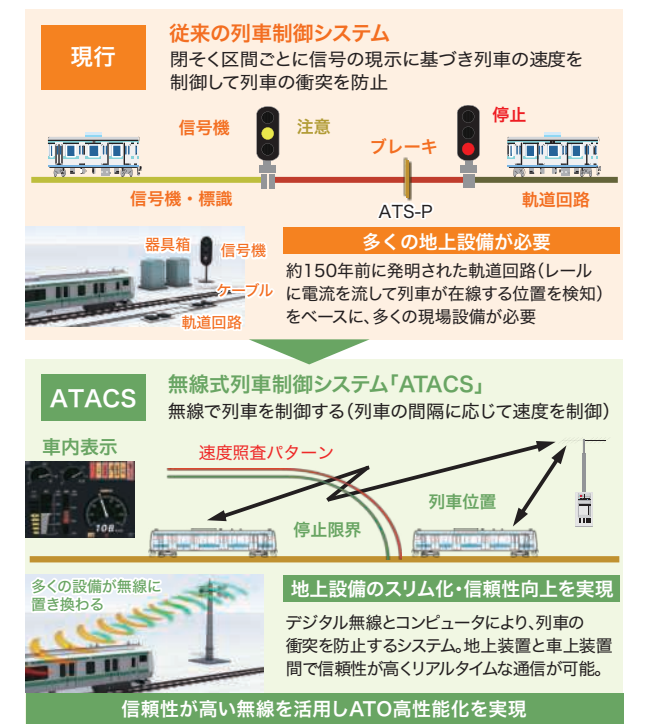 現行
従来の列車制御システム
閉そく区間ごとに信号の現示に基づき列車の速度を
制御して列車の衝突を防止
信号機
注意
ブレーキ
停止
信号機・標識
ATS-P
軌道回路
器具箱
信号機
ケーブル
軌道回路
多くの地上設備が必要
約150年前に発明された軌道回路（レール
に電流を流して列車が在線する位置を検知）
をベースに、多くの現場設備が必要
ATACS
無線式列車制御システム「ATACS」
無線で列車を制御する（列車の間隔に応じて速度を制御）
車内表示
速度照査パターン
108
停止限界
列車位置
多くの設備が無線に
置き換わる
地上設備のスリム化・信頼性向上を実現
デジタル無線とコンピュータにより、列車の
衝突を防止するシステム。地上装置と車上装置
間で信頼性が高くリアルタイムな通信が可能。
信頼性が高い無線を活用しATO高性能化を実現